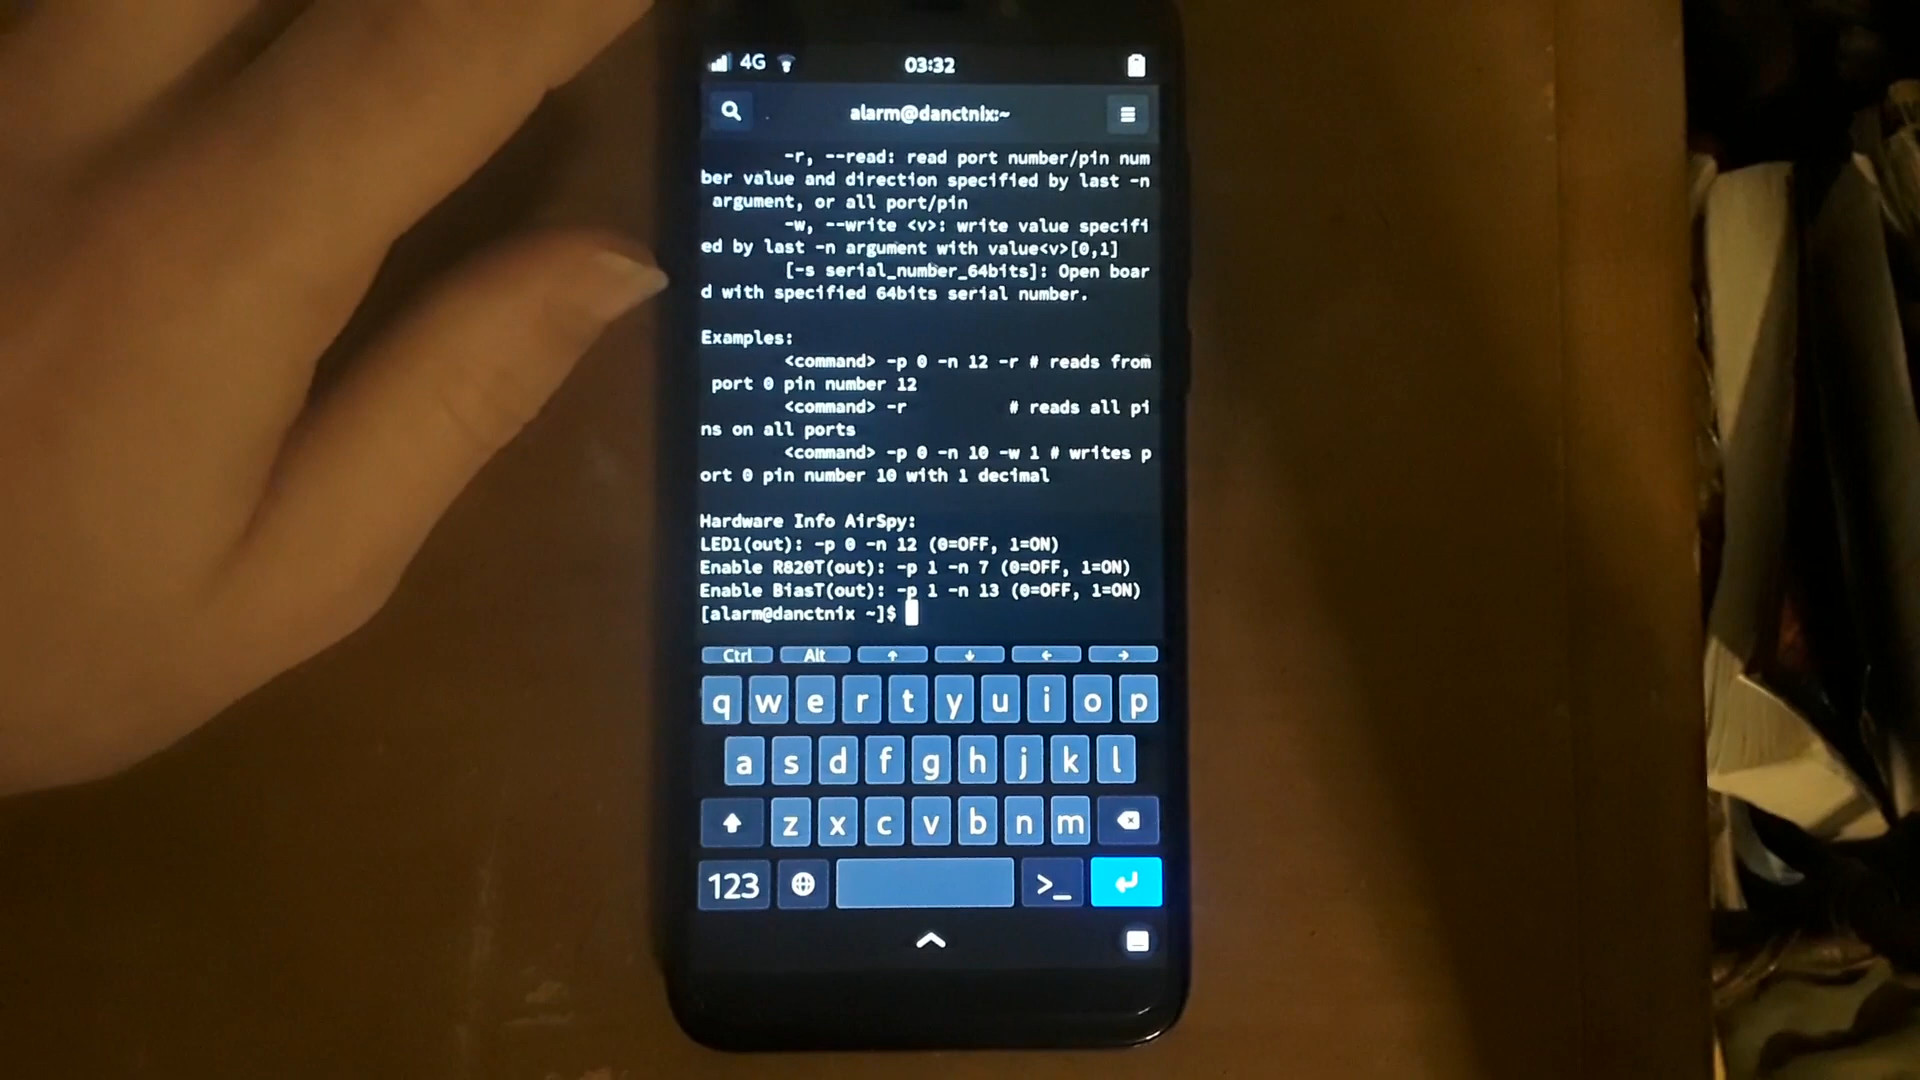 4G 03:32
alarm@danctnix:~
-r, --read: read port number/pin num
ber value and direction specified by last -n
argument, or all port/pin
-w, --write <v>: write value specifi
ed by last -n argument with value<v>[0,1]
[-s serial_number_64bits]: Open boar
d with specified 64bits serial number.
Examples:
<command> -p 0 -n 12 -r # reads from
port 0 pin number 12
<command> -r # reads all pi
ns on all ports
<command> -p 0 -n 10 -w 1 # writes p
ort 0 pin number 10 with 1 decimal
Hardware Info AirSpy:
LED1(out): -p 0 -n 12 (0=OFF, 1=ON)
Enable R820T(out): -p 1 -n 7 (0=OFF, 1=ON)
Enable BiasT(out): -p 1 -n 13 (0=OFF, 1=ON)
[alarm@danctnix ~]$
Ctrl Alt ↑ ↓ ← →
q w e r t y u i o p
a s d f g h j k l
z x c v b n m
123 >_